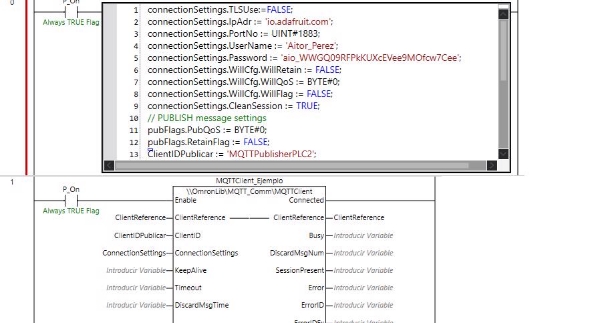 0
P_On
Always TRUE Flag
1 connectionSettings.TLSUse:=FALSE;
2 connectionSettings.IpAdr := 'io.adafruit.com';
3 connectionSettings.PortNo := UINT#1883;
4 connectionSettings.UserName := 'Aitor_Perez';
5 connectionSettings.Password := 'aio_WWGQ09RFPkKUXcEVee9MOfcw7Cee';
6 connectionSettings.WillCfg.WillRetain := FALSE;
7 connectionSettings.WillCfg.WillQoS := BYTE#0;
8 connectionSettings.WillCfg.WillFlag := FALSE;
9 connectionSettings.CleanSession := TRUE;
10 // PUBLISH message settings
11 pubFlags.PubQoS := BYTE#0;
12 pubFlags.RetainFlag := FALSE;
13 ClientIDPublicar := 'MQTTPublisherPLC2';
1
P_On
Always TRUE Flag
MQTTClient_Ejemplo
\\OmronLib\MQTT_Comm\MQTTClient
Enable Connected
ClientReference ClientReference ClientReference ClientReference
ClientIDPublicar ClientID Busy Introducir Variable
ConnectionSettings ConnectionSettings DiscardMsgNum Introducir Variable
Introducir Variable KeepAlive SessionPresent Introducir Variable
Introducir Variable Timeout Error Introducir Variable
Introducir Variable DiscardMsgTime ErrorID Introducir Variable